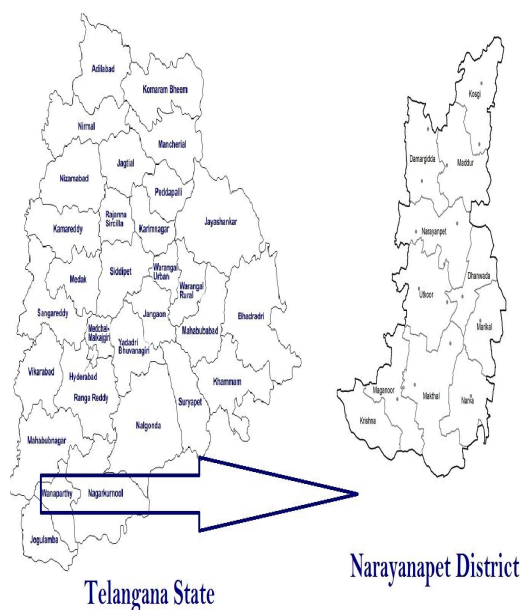 Adilabad
Komaram Bheem
Nirmal
Mancherial
Jagtial
Nizamabad
Peddapalli
Rajanna
Sircilla
Jayashankar
Kamareddy
Karimnagar
Medak
Siddipet
Warangal
Urban
Warangal
Rural
Sangareddy
Jangaon
Bhadradri
Mahabubabad
Medchal-
Malkajgiri
Yadadri
Bhuvanagiri
Vikarabad
Hyderabad
Khammam
Ranga Reddy
Suryapet
Nalgonda
Mahabubnagar
Wanaparthy
Nagarkurnool
Jogulamba
Telangana State
Kosgi
Damargidda
Maddur
Narayanpet
Dhanwada
Utkoor
Marikal
Maganoor
Makthal
Narva
Krishna
Narayanapet District